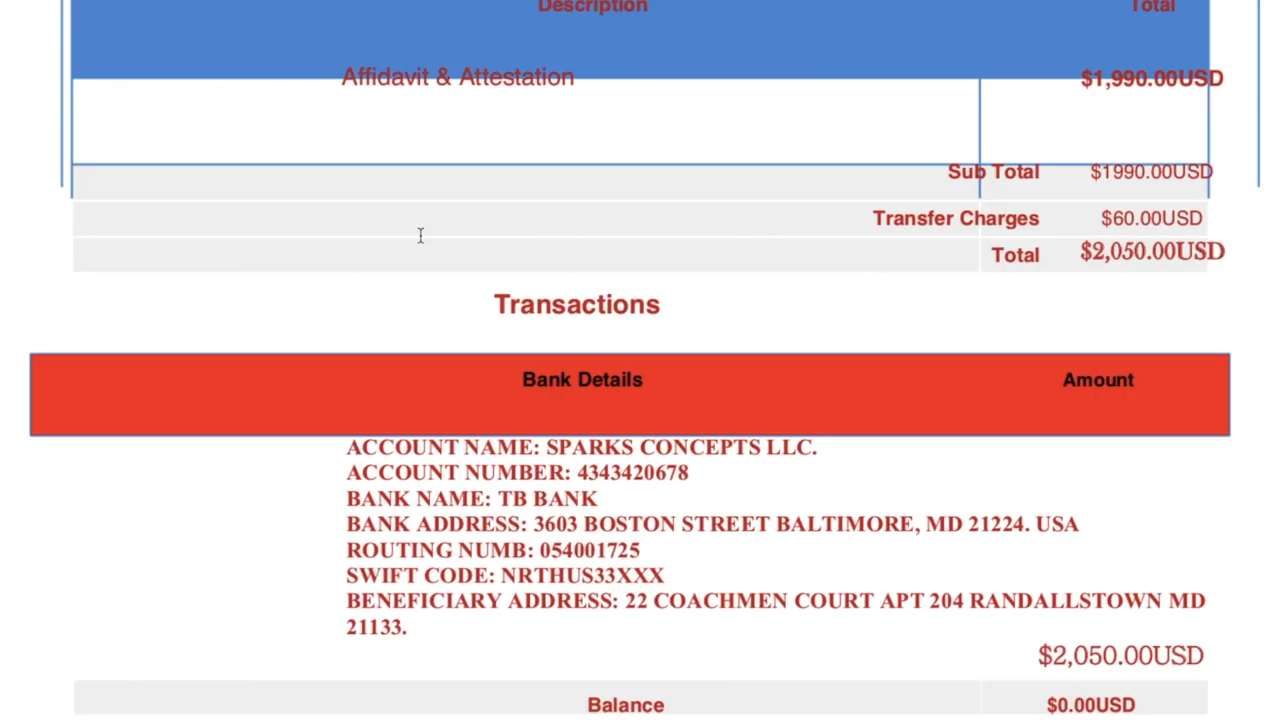 Description Total
Affidavit & Attestation $1,990.00USD
Sub Total $1990.00USD
Transfer Charges $60.00USD
Total $2,050.00USD
Transactions
Bank Details Amount
ACCOUNT NAME: SPARKS CONCEPTS LLC.
ACCOUNT NUMBER: 4343420678
BANK NAME: TB BANK
BANK ADDRESS: 3603 BOSTON STREET BALTIMORE, MD 21224. USA
ROUTING NUMB: 054001725
SWIFT CODE: NRTHUS33XXX
BENEFICIARY ADDRESS: 22 COACHMEN COURT APT 204 RANDALLSTOWN MD
21133.
$2,050.00USD
Balance $0.00USD